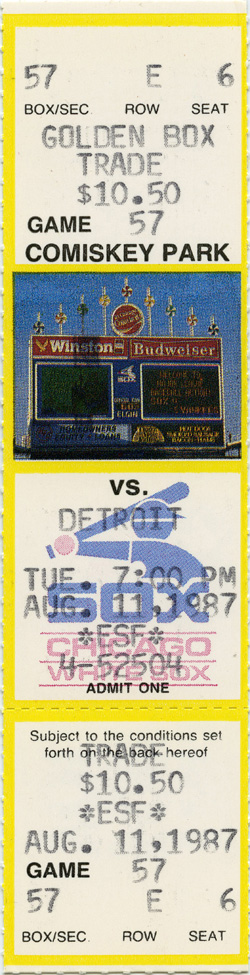 57 E 6
BOX/SEC. ROW SEAT
GOLDEN BOX
TRADE
$10.50
GAME 57
COMISKEY PARK
Winston Budweiser
SOX
VS.
DETROIT
TUE. 7:00 PM
SOX
AUG. 11,1987
*ESF*
CHICAGO
4-52504
WHITE SOX
ADMIT ONE
Subject to the conditions set
forth on the back hereof
TRADE
$10.50
*ESF*
AUG. 11,1987
GAME 57
57 E 6
BOX/SEC. ROW SEAT